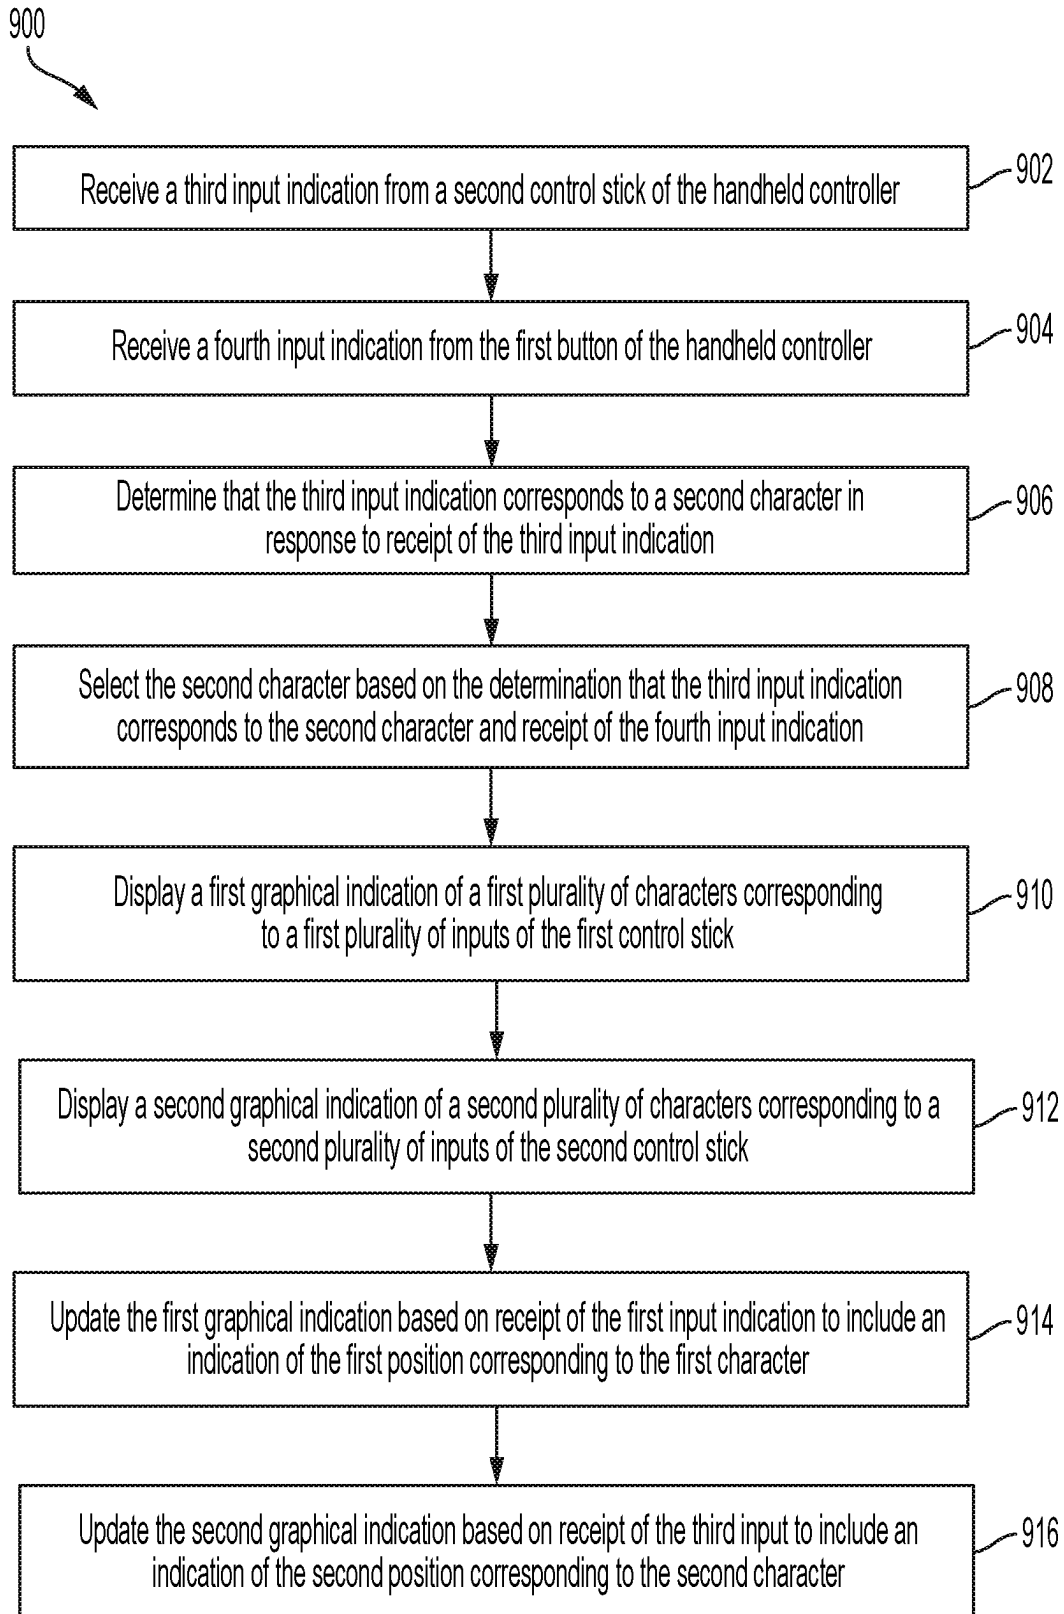 900
Receive a third input indication from a second control stick of the handheld controller
902
Receive a fourth input indication from the first button of the handheld controller
904
Determine that the third input indication corresponds to a second character in
response to receipt of the third input indication
906
Select the second character based on the determination that the third input indication
corresponds to the second character and receipt of the fourth input indication
908
Display a first graphical indication of a first plurality of characters corresponding
to a first plurality of inputs of the first control stick
910
Display a second graphical indication of a second plurality of characters corresponding to a
second plurality of inputs of the second control stick
912
Update the first graphical indication based on receipt of the first input indication to include an
indication of the first position corresponding to the first character
914
Update the second graphical indication based on receipt of the third input to include an
indication of the second position corresponding to the second character
916